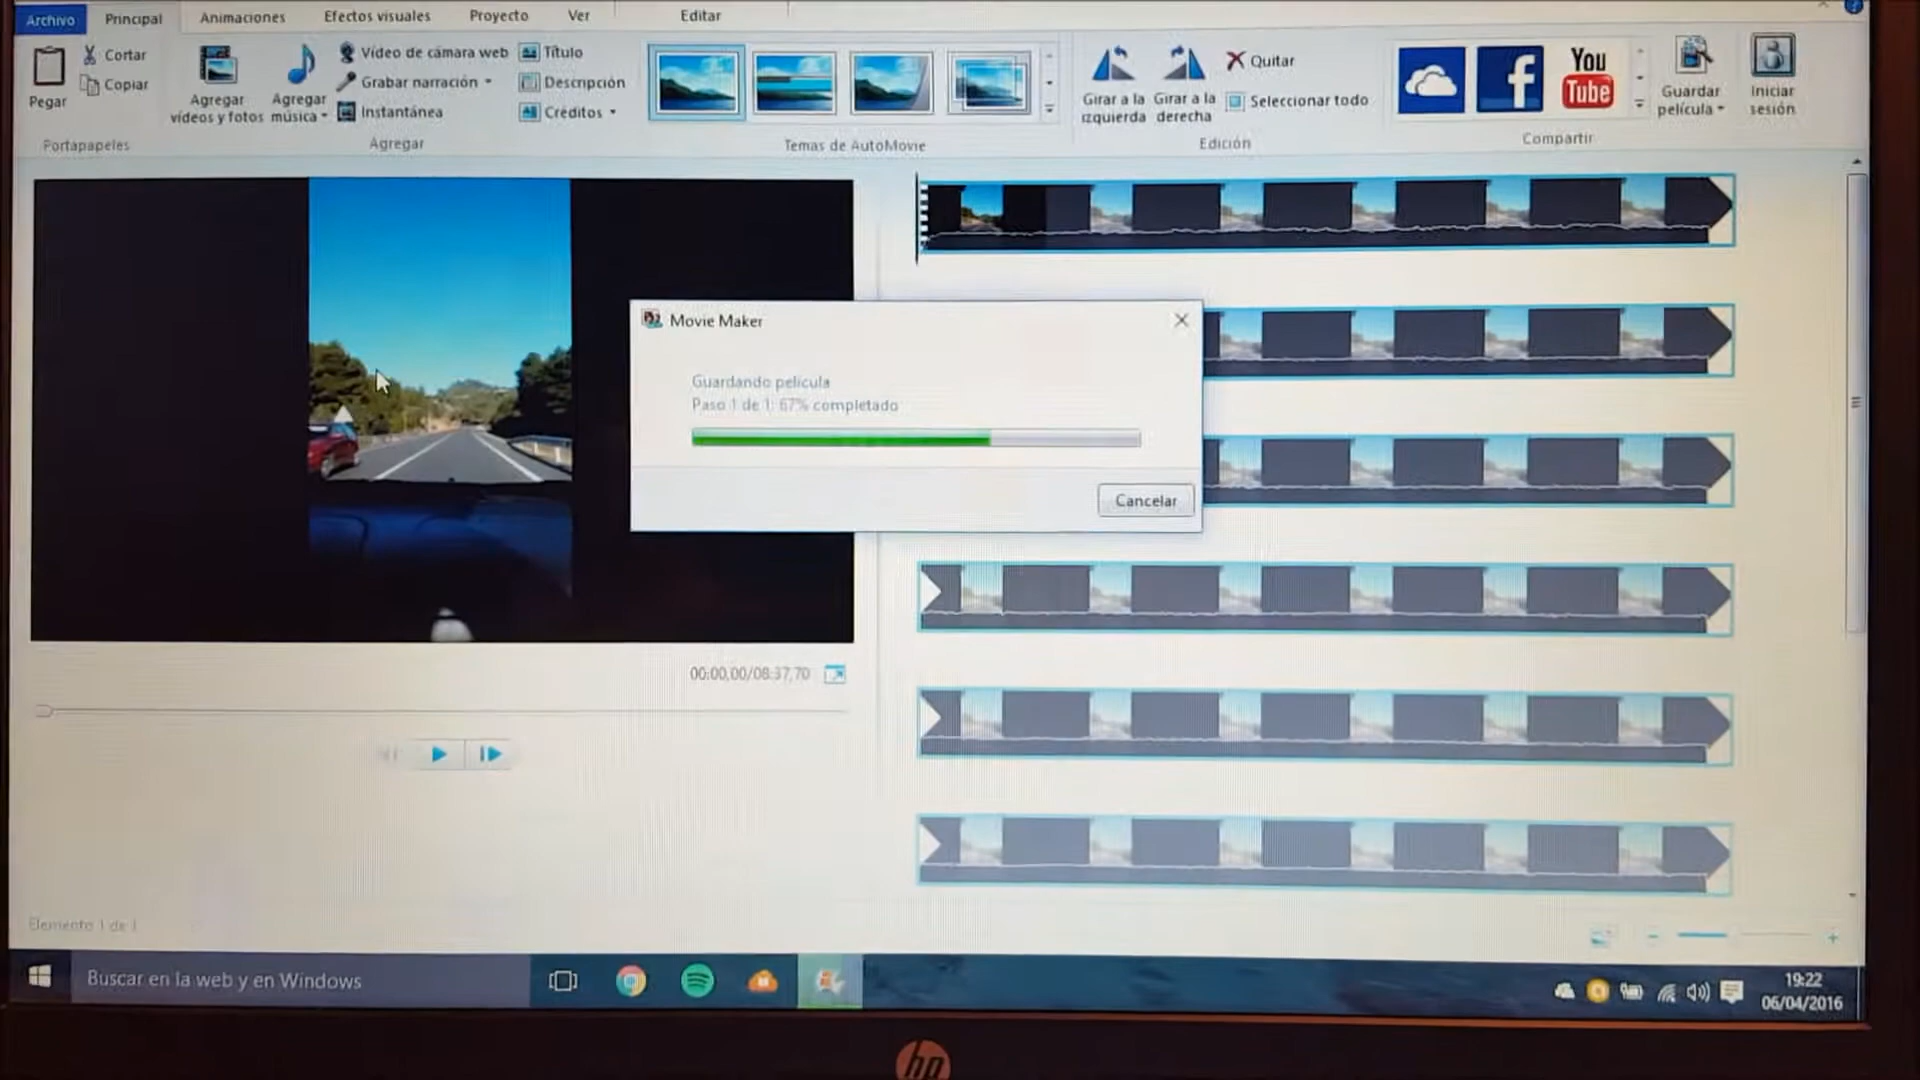 Archivo
Principal
Animaciones
Efectos visuales
Proyecto
Ver
Editar
Pegar
Cortar
Copiar
Portapapeles
Agregar
vídeos y fotos
Agregar
música
Vídeo de cámara web
Grabar narración
Instantánea
Título
Descripción
Créditos
Agregar
Temas de AutoMovie
Girar a la
izquierda
Girar a la
derecha
Quitar
Seleccionar todo
Edición
You
Tube
Compartir
Guardar
película
Iniciar
sesión
Movie Maker
Guardando película
Paso 1 de 1: 67% completado
Cancelar
00:00,00/08:37,70
Elemento 1 de 1
Buscar en la web y en Windows
19:22
06/04/2016
hp